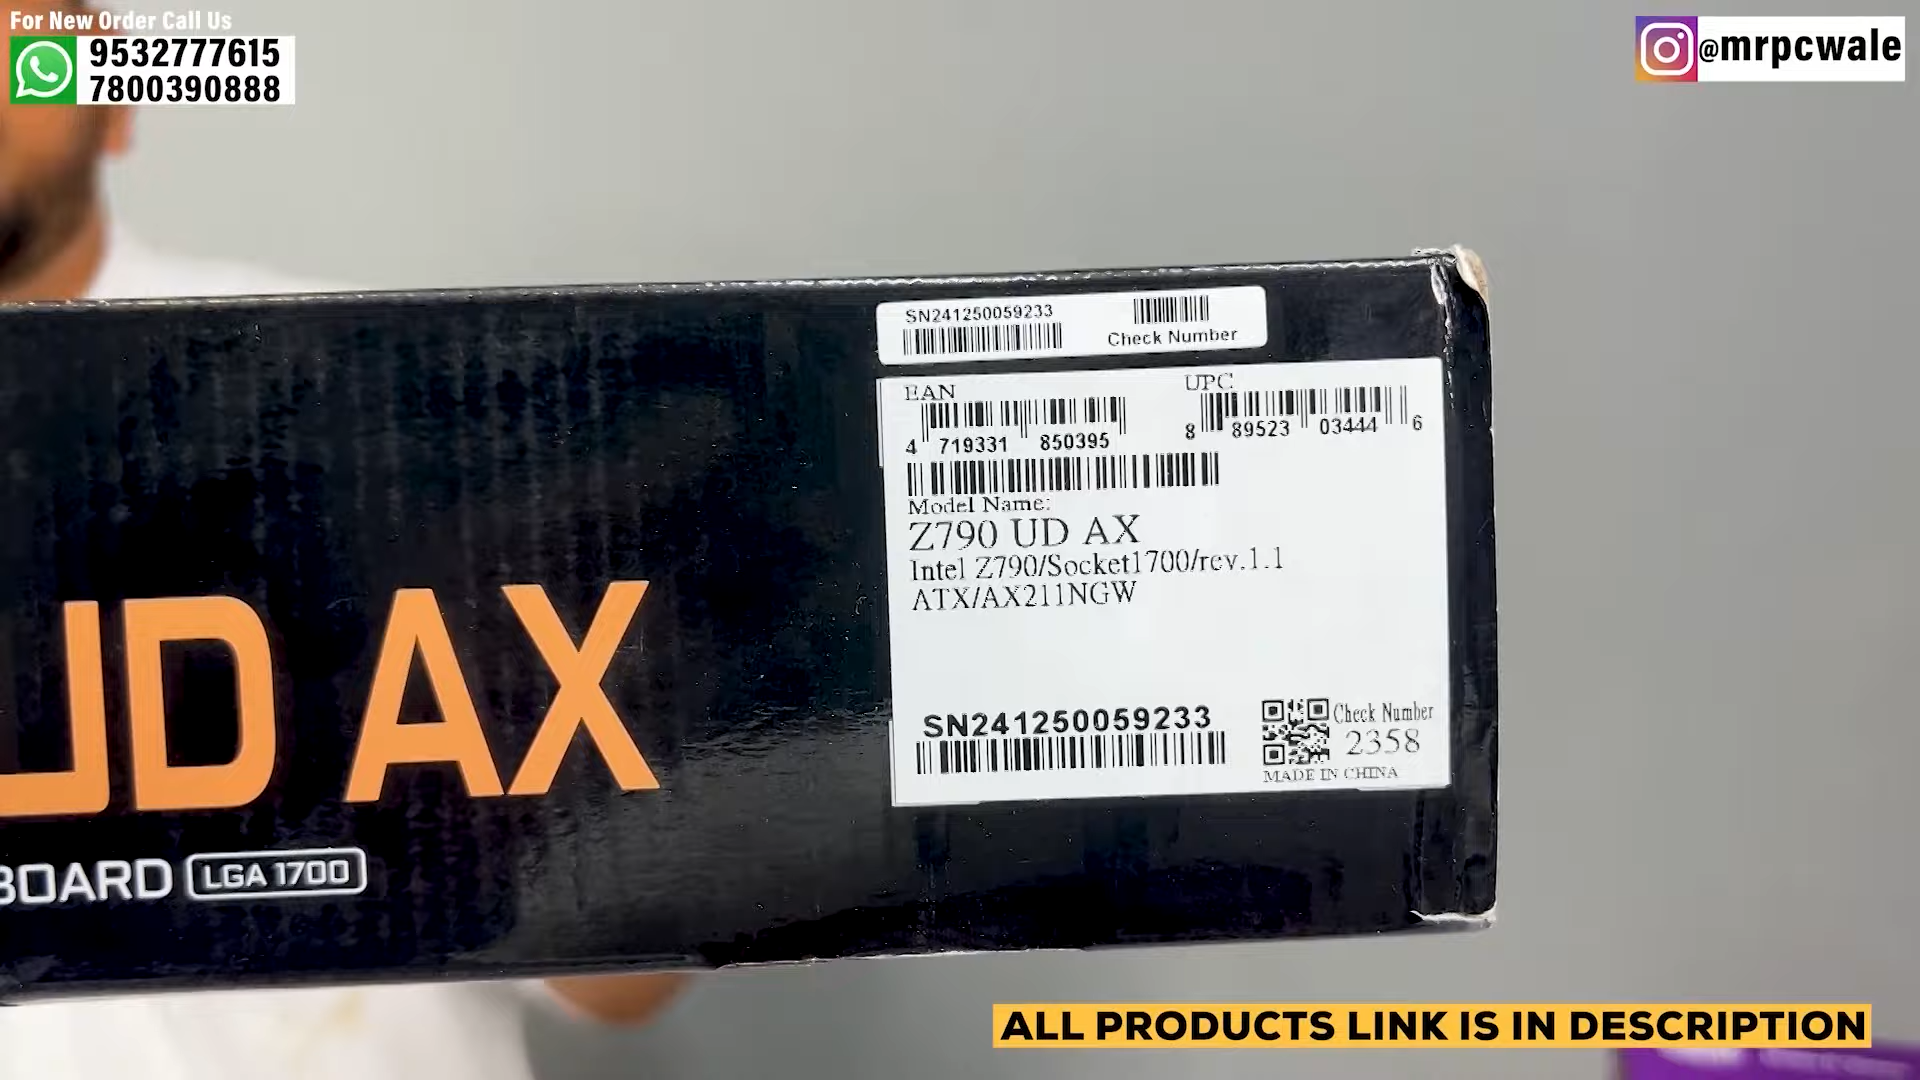 For New Order Call Us
9532777615
7800390888
@mrpcwale
SN241250059233
Check Number
EAN
UPC
4 719331 850395
8 89523 03444 6
Model Name:
Z790 UD AX
Intel Z790/Socket1700/rev.1.1
ATX/AX211NGW
UD AX
BOARD LGA 1700
SN241250059233
Check Number
2358
MADE IN CHINA
ALL PRODUCTS LINK IS IN DESCRIPTION